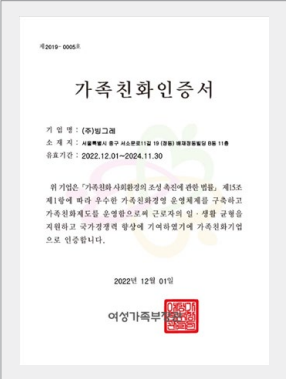 제2019- 0005호
가족친화인증서
기 업 명 : (주)빙그레
소 재 지 : 서울특별시 중구 서소문로11길 19 (정동) 배재정동빌딩 B동 11층
유효기간 : 2022.12.01~2024.11.30
위 기업은「가족친화 사회환경의 조성 촉진에 관한 법률」 제15조
제1항에 따라 우수한 가족친화경영 운영체제를 구축하고
가족친화제도를 운영함으로써 근로자의 일 · 생활 균형을
지원하고 국가경쟁력 향상에 기여하였기에 가족친화기업
으로 인증합니다.
2022년 12월 01일
여성가족부장관